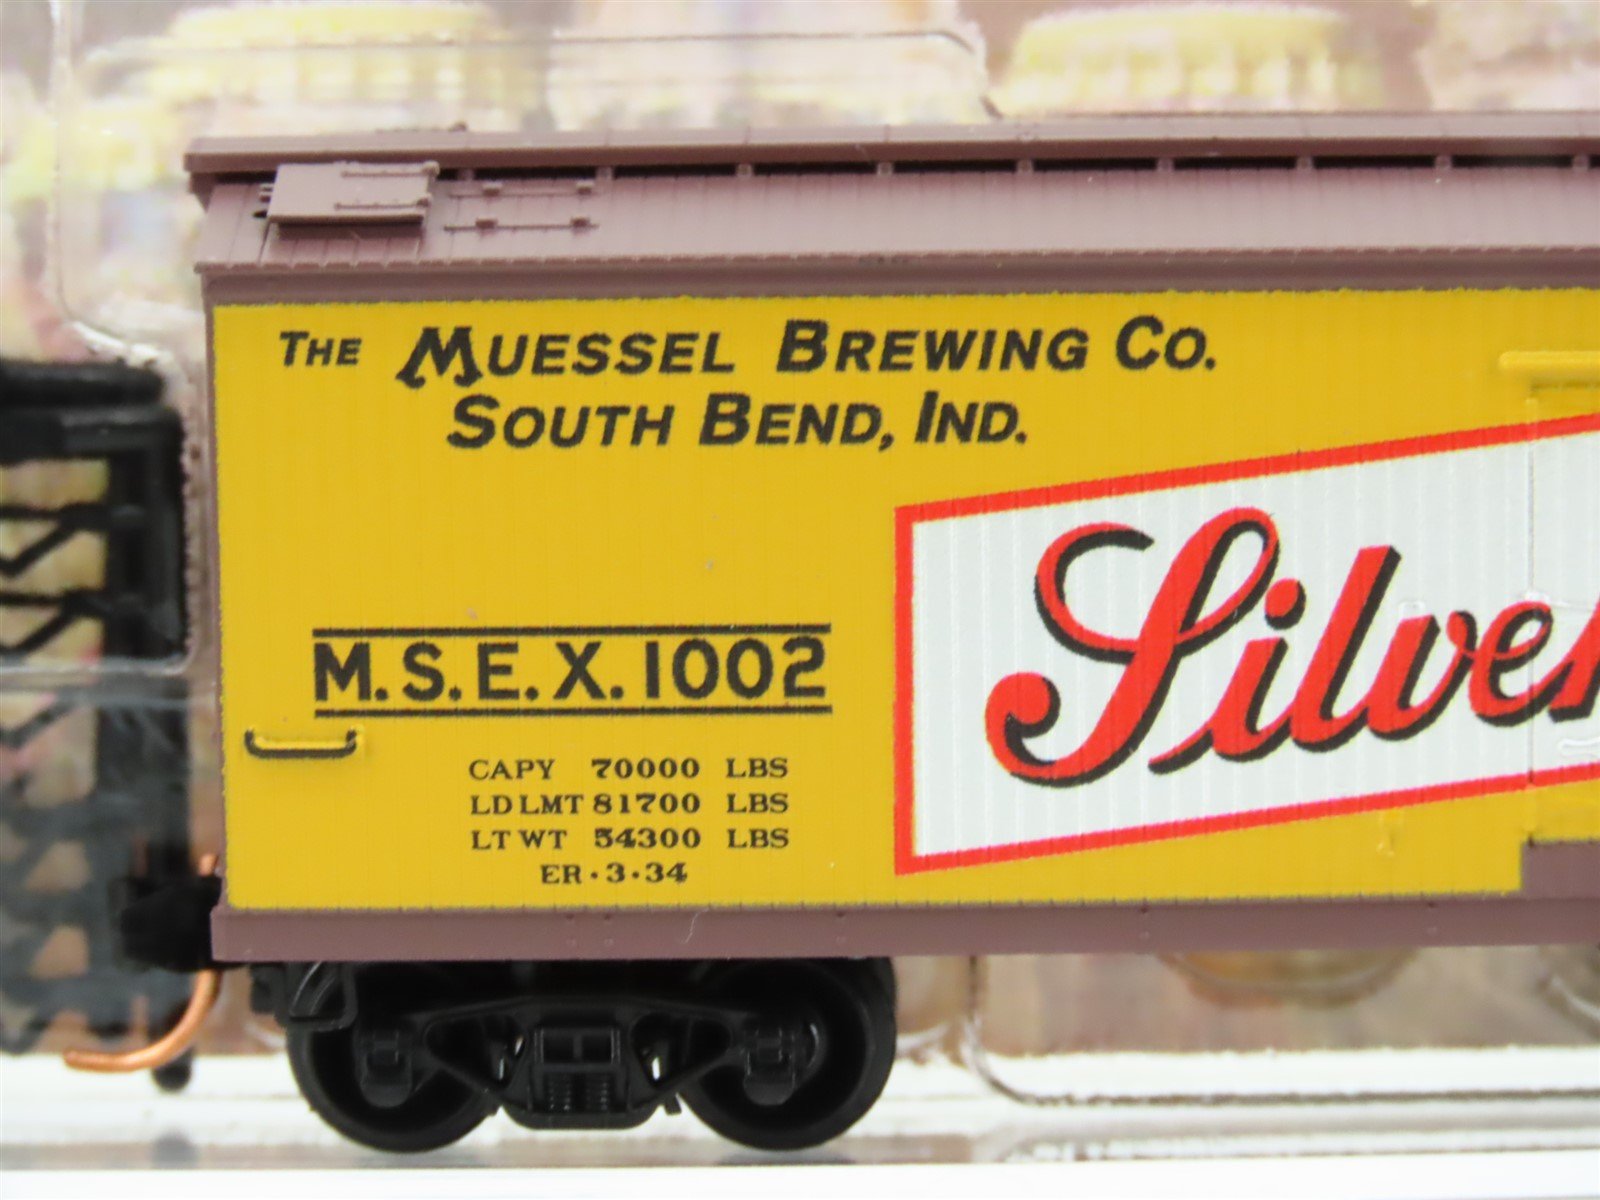 THE MUESSEL BREWING CO.
SOUTH BEND, IND.
Silver
M.S.E.X.1002
CAPY 70000 LBS
LD LMT 81700 LBS
LT WT 54300 LBS
ER•3•34